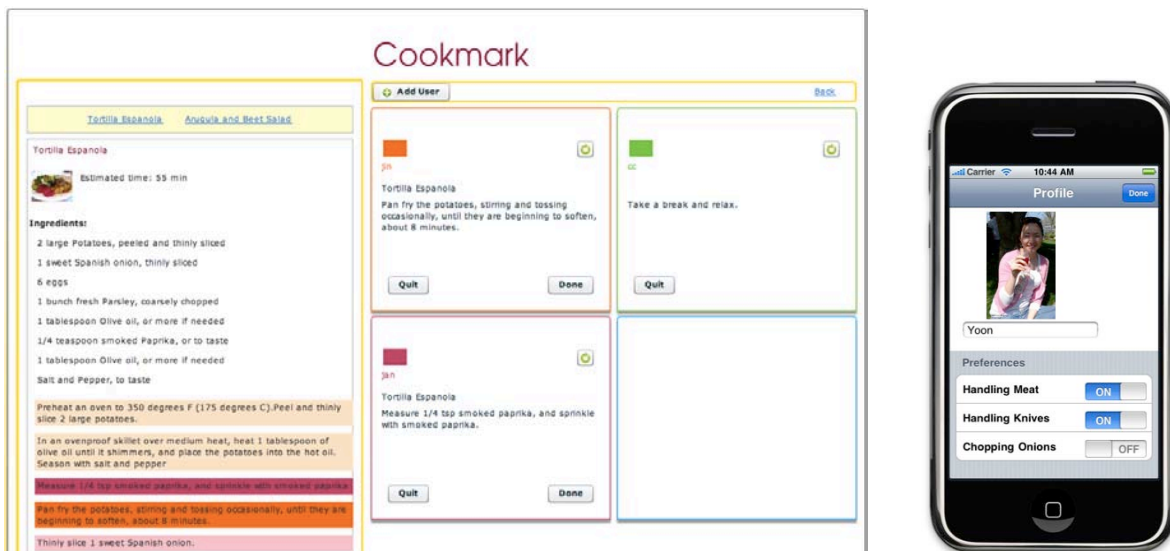 Cookmark
Add User
Back
Tortilla Espanola Arugula and Beet Salad
Tortilla Espanola
Estimated time: 55 min
Ingredients:
2 large Potatoes, peeled and thinly sliced
1 sweet Spanish onion, thinly sliced
6 eggs
1 bunch fresh Parsley, coarsely chopped
1 tablespoon Olive oil, or more if needed
1/4 teaspoon smoked Paprika, or to taste
1 tablespoon Olive oil, or more if needed
Salt and Pepper, to taste
Preheat an oven to 350 degrees F (175 degrees C).Peel and thinly
slice 2 large potatoes.
In an ovenproof skillet over medium heat, heat 1 tablespoon of
olive oil until it shimmers, and place the potatoes into the hot oil.
Season with salt and pepper
Measure 1/4 tsp smoked paprika, and sprinkle with smoked paprika
Pan fry the potatoes, stirring and tossing occasionally, until they are
beginning to soften, about 8 minutes.
Thinly slice 1 sweet Spanish onion.
jin
Tortilla Espanola
Pan fry the potatoes, stirring and tossing
occasionally, until they are beginning to soften,
about 8 minutes.
Quit
Done
cc
Take a break and relax.
Quit
jan
Tortilla Espanola
Measure 1/4 tsp smoked paprika, and sprinkle
with smoked paprika.
Quit
Done
Carrier 10:44 AM
Profile
Done
Yoon
Preferences
Handling Meat ON
Handling Knives ON
Chopping Onions OFF